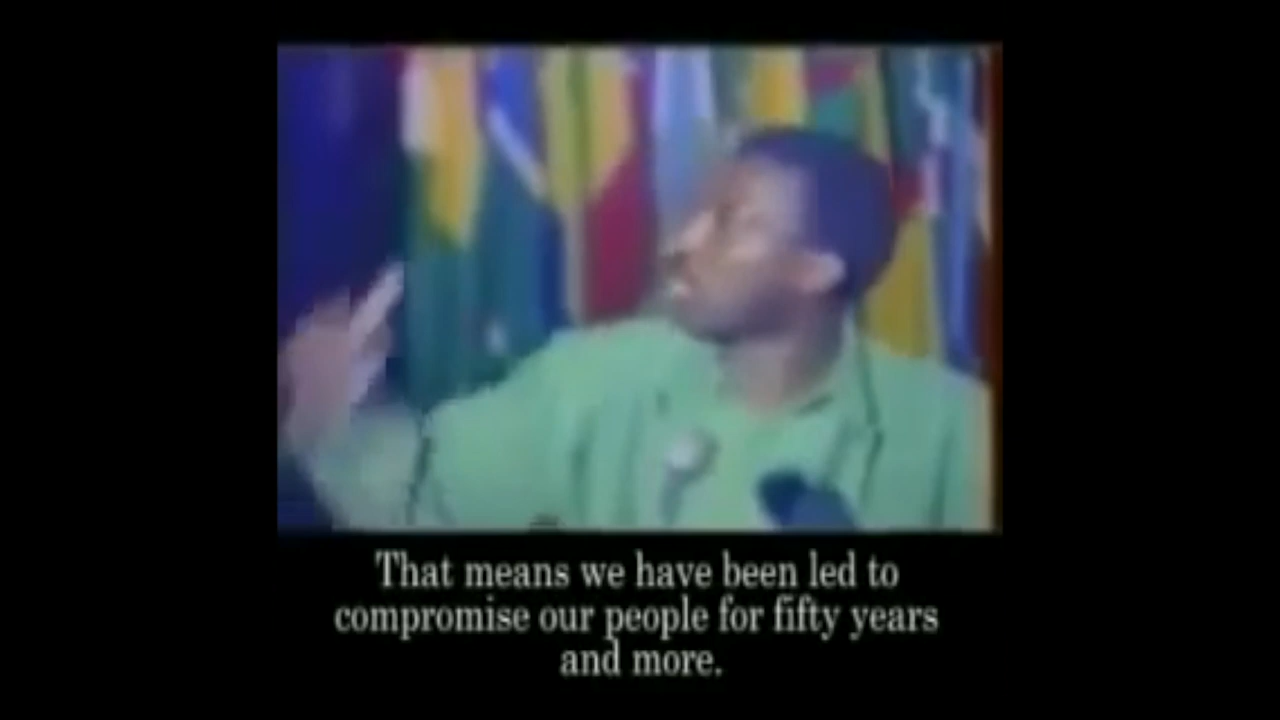 That means we have been led to
compromise our people for fifty years
and more.